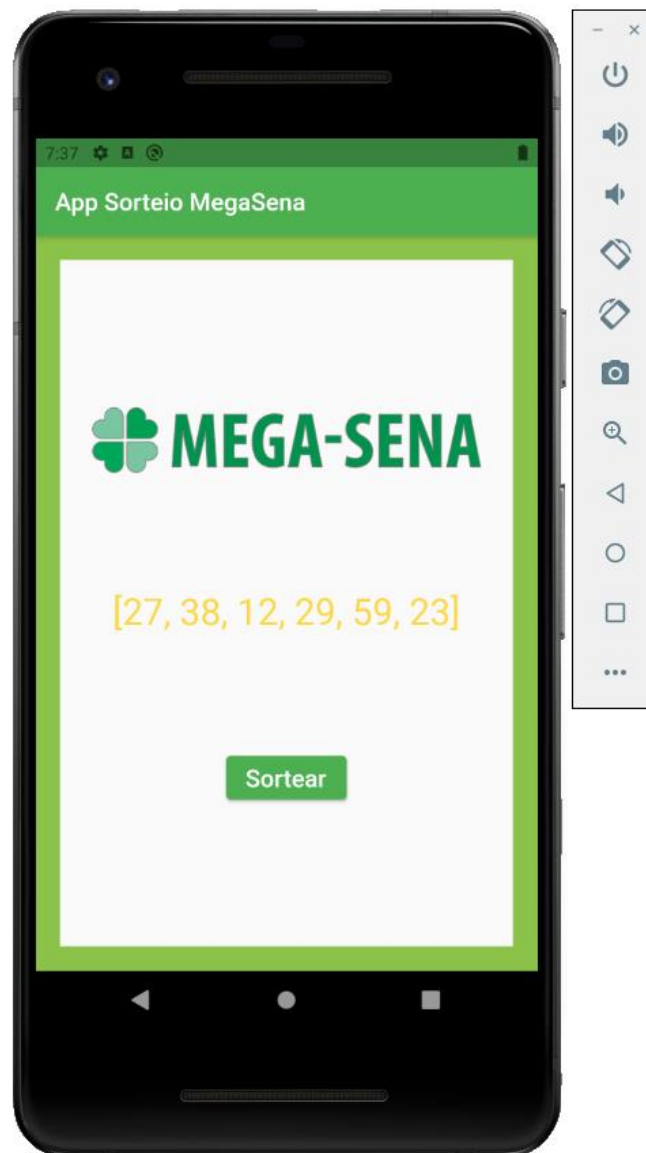 7:37
App Sorteio MegaSena
MEGA-SENA
[27, 38, 12, 29, 59, 23]
Sortear